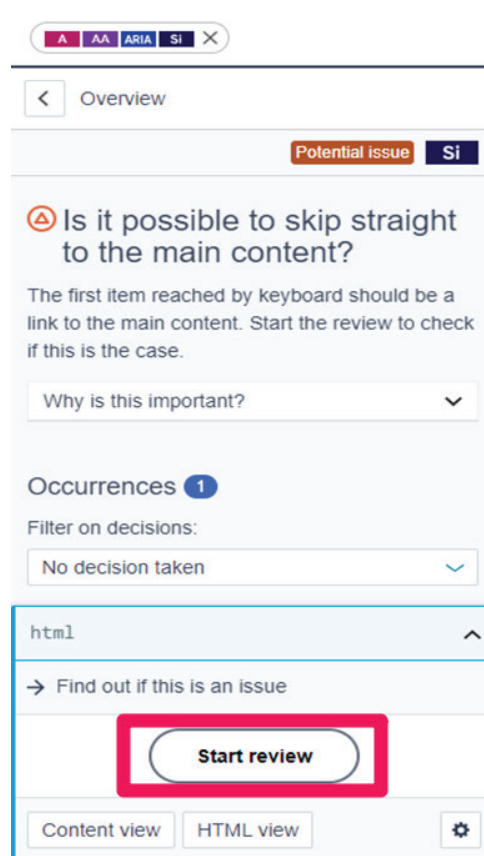 A AA ARIA Si
Overview
Potential issue Si
Is it possible to skip straight
to the main content?
The first item reached by keyboard should be a
link to the main content. Start the review to check
if this is the case.
Why is this important?
Occurrences 1
Filter on decisions:
No decision taken
html
→ Find out if this is an issue
Start review
Content view HTML view